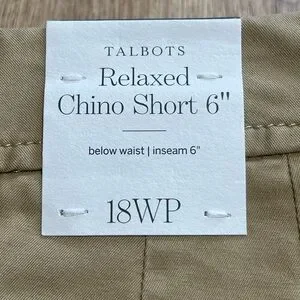 TALBOTS
Relaxed
Chino Short 6"
below waist | inseam 6"
18WP